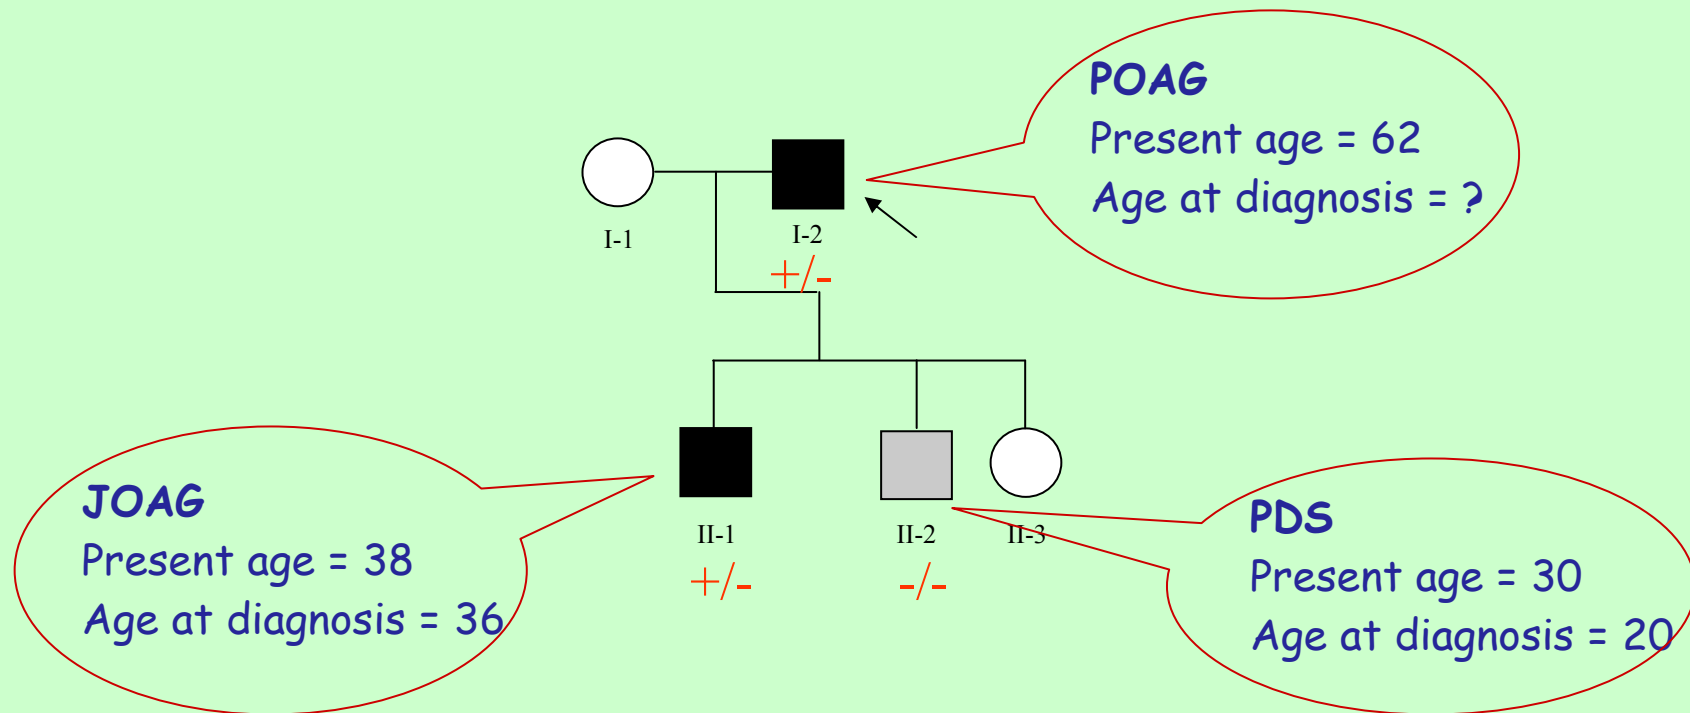 POAG
Present age = 62
Age at diagnosis = ?
I-1
I-2
+/-
JOAG
Present age = 38
Age at diagnosis = 36
II-1
+/-
II-2
-/-
II-3
PDS
Present age = 30
Age at diagnosis = 20